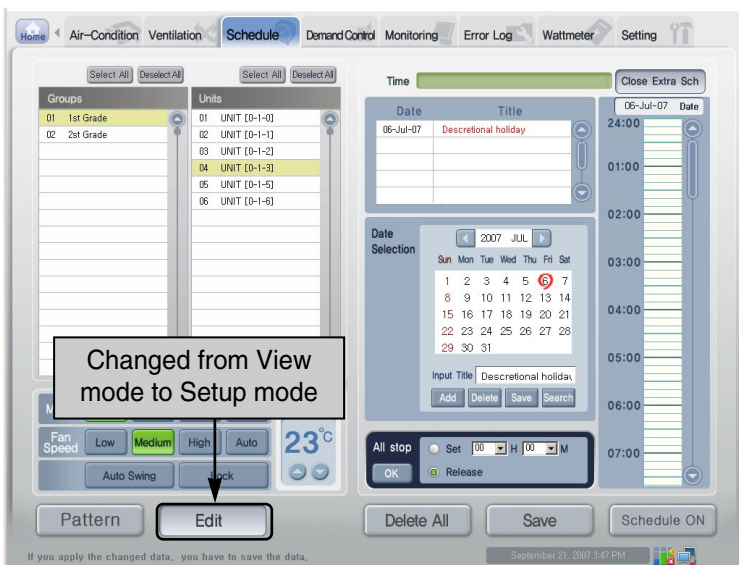 Home Air-Condition Ventilation Schedule Demand Control Monitoring Error Log Wattmeter Setting
Select All Deselect All Select All Deselect All
Groups Units
01 1st Grade
02 2st Grade
01 UNIT [0-1-0]
02 UNIT [0-1-1]
03 UNIT [0-1-2]
04 UNIT [0-1-3]
05 UNIT [0-1-5]
06 UNIT [0-1-6]
Changed from View
mode to Setup mode
Fan
Speed Low Medium High Auto
Auto Swing
23°C
Pattern Edit
If you apply the changed data, you have to save the data.
Time Close Extra Sch
Date Title
06-Jul-07 Descretional holiday
Date
Selection
2007 JUL
Sun Mon Tue Wed Thu Fri Sat
1 2 3 4 5 6 7
8 9 10 11 12 13 14
15 16 17 18 19 20 21
22 23 24 25 26 27 28
29 30 31
Input Title Descretional holiday
Add Delete Save Search
All stop Set 00 H 00 M
OK Release
06-Jul-07 Date
24:00
01:00
02:00
03:00
04:00
05:00
06:00
07:00
Delete All Save Schedule ON
September 21, 2007 3:47 PM